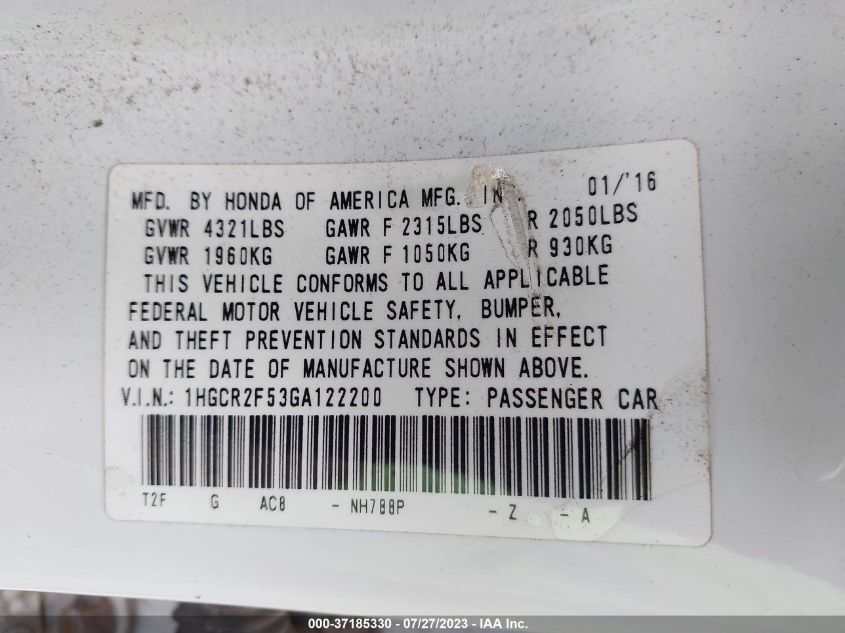 MFD. BY HONDA OF AMERICA MFG. IN 01/'16
GVWR 4321LBS GAWR F 2315LBS R 2050LBS
GVWR 1960KG GAWR F 1050KG R 930KG
THIS VEHICLE CONFORMS TO ALL APPLICABLE
FEDERAL MOTOR VEHICLE SAFETY, BUMPER,
AND THEFT PREVENTION STANDARDS IN EFFECT
ON THE DATE OF MANUFACTURE SHOWN ABOVE.
V.I.N.: 1HGCR2F53GA122200 TYPE: PASSENGER CAR
T2F G AC8 - NH788P - Z - A
000-37185330 - 07/27/2023 - IAA Inc.